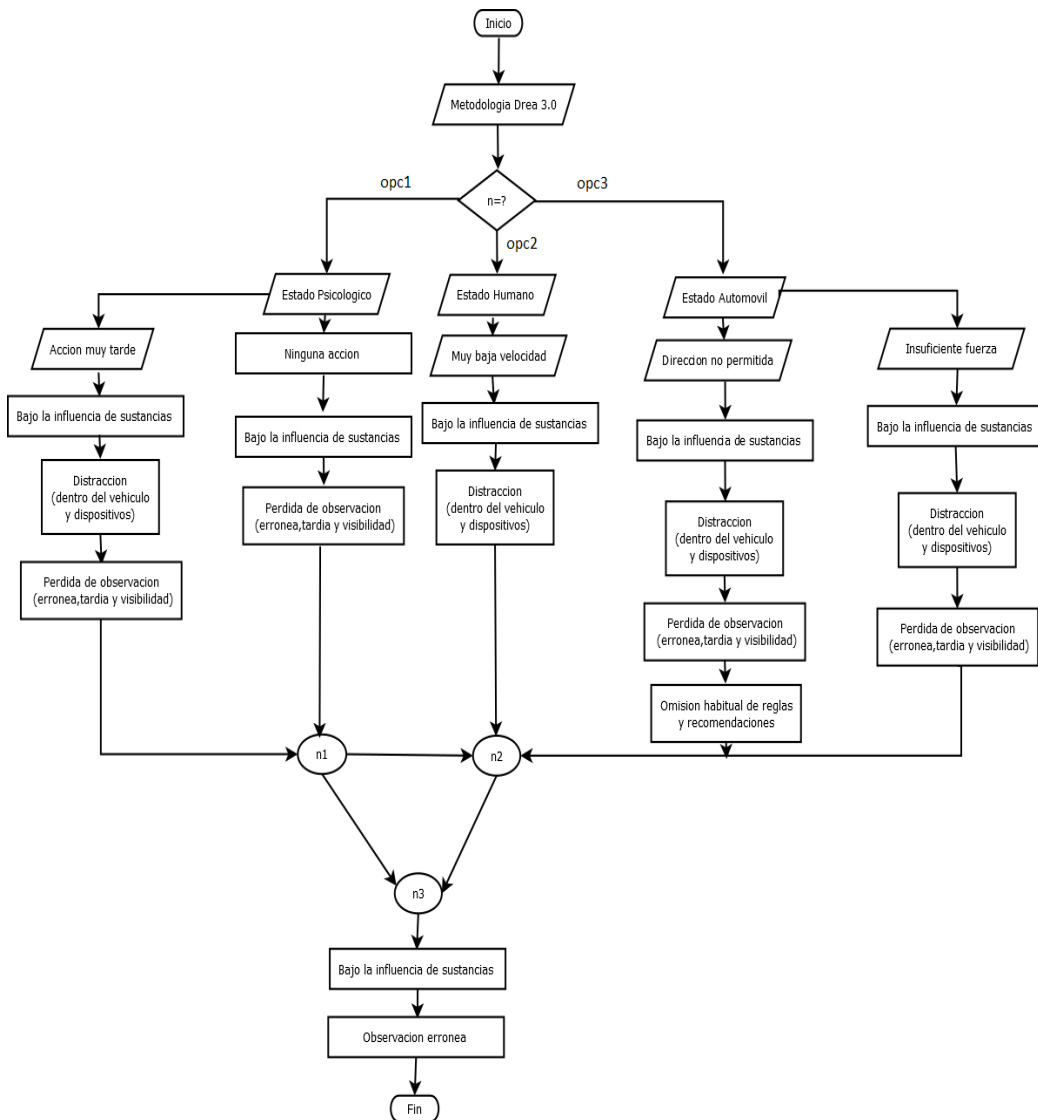 Inicio
Metodologia Drea 3.0
n=?
opc1
opc3
opc2
Estado Psicologico
Estado Humano
Estado Automovil
Accion muy tarde
Ninguna accion
Muy baja velocidad
Direccion no permitida
Insuficiente fuerza
Bajo la influencia de sustancias
Bajo la influencia de sustancias
Bajo la influencia de sustancias
Bajo la influencia de sustancias
Bajo la influencia de sustancias
Distraccion
(dentro del vehiculo
y dispositivos)
Perdida de observacion
(erronea,tardia y visibilidad)
Distraccion
(dentro del vehiculo
y dispositivos)
Distraccion
(dentro del vehiculo
y dispositivos)
Distraccion
(dentro del vehiculo
y dispositivos)
Perdida de observacion
(erronea,tardia y visibilidad)
Perdida de observacion
(erronea,tardia y visibilidad)
Perdida de observacion
(erronea,tardia y visibilidad)
Omision habitual de reglas
y recomendaciones
n1
n2
n3
Bajo la influencia de sustancias
Observacion erronea
Fin